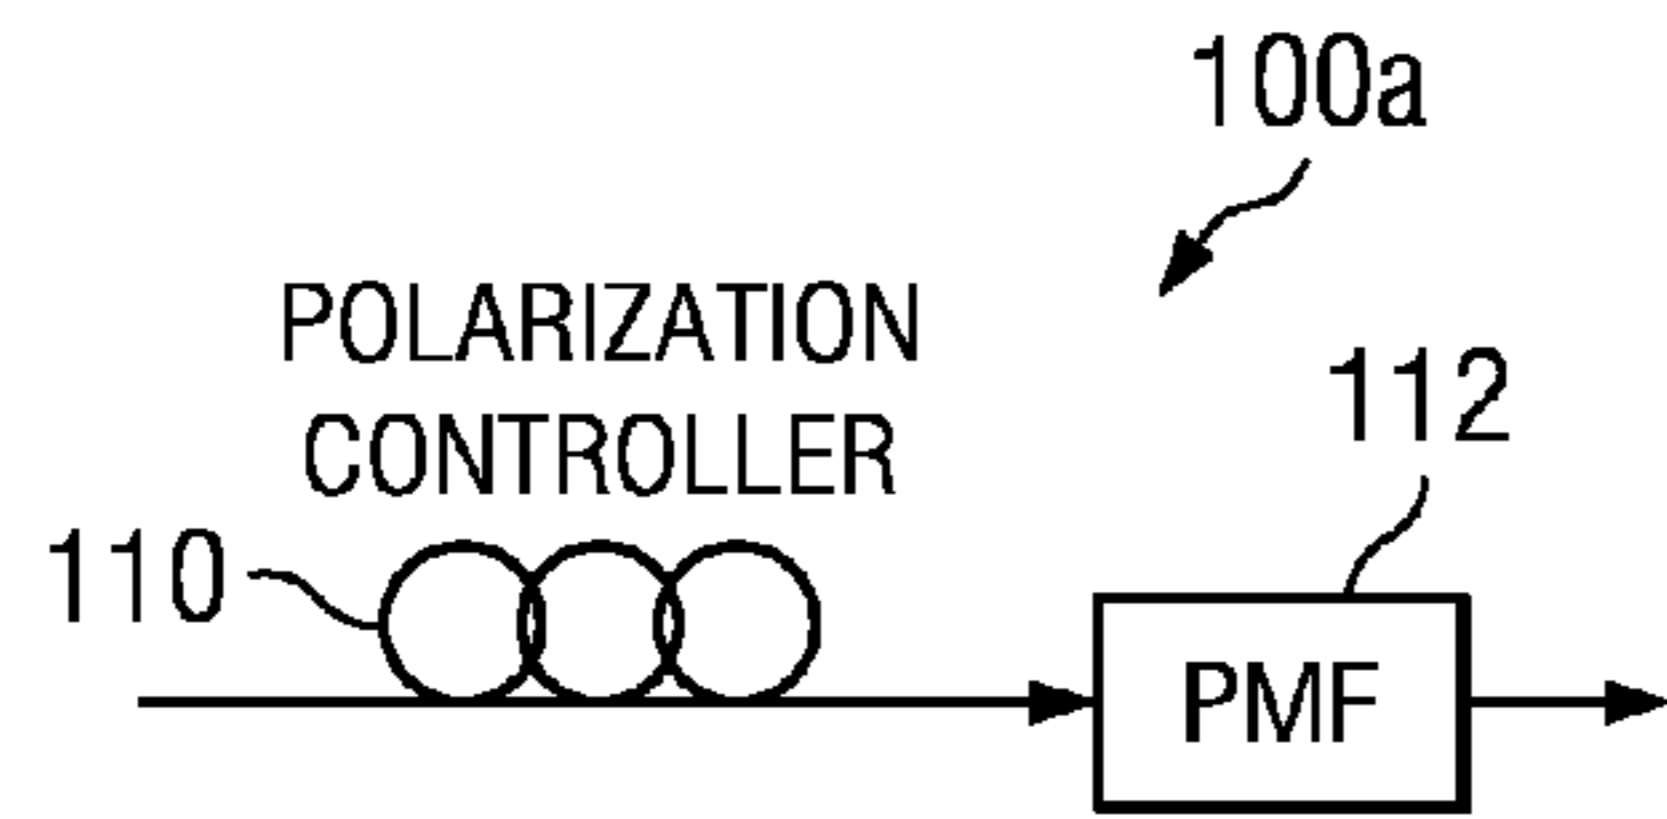 100a
POLARIZATION
CONTROLLER
112
110
PMF